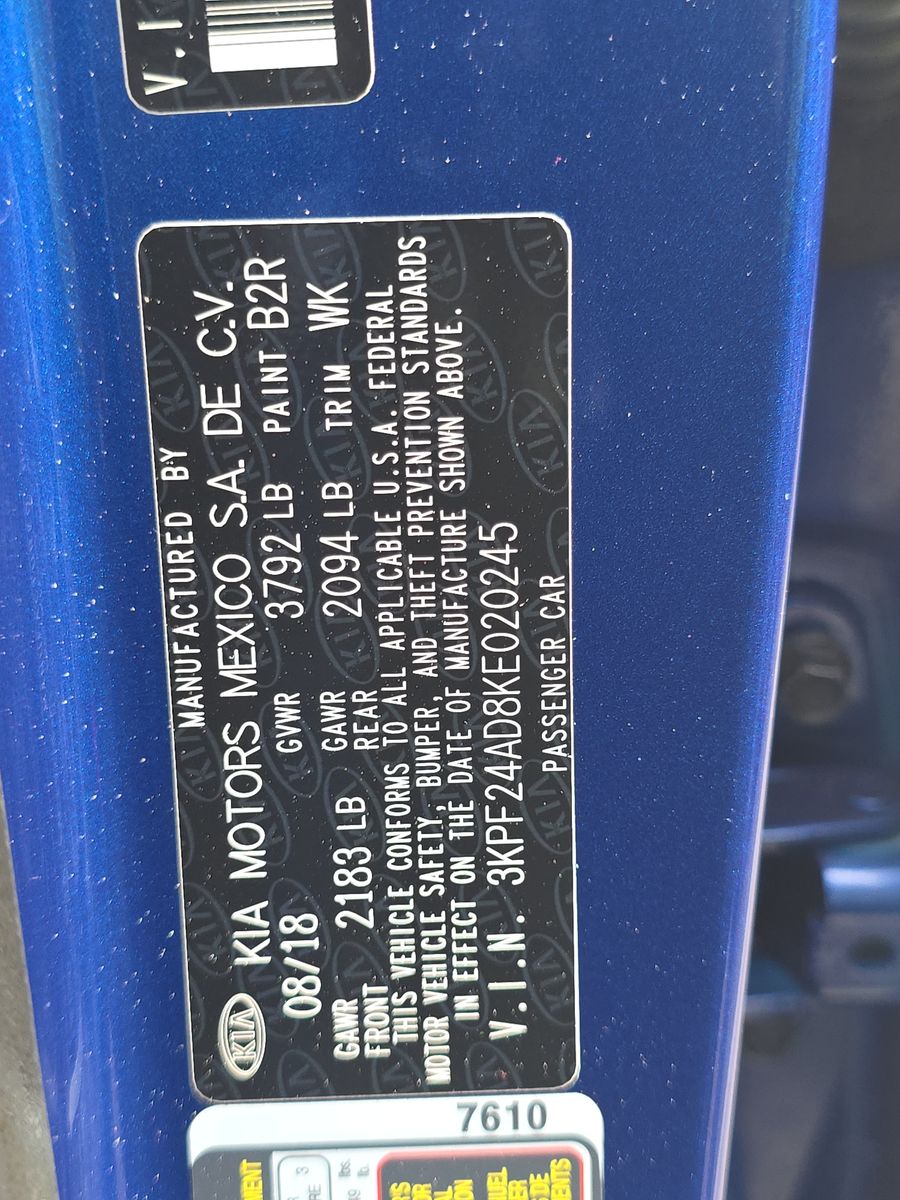 V.I
MANUFACTURED BY
KIA KIA MOTORS MEXICO S.A. DE C.V.
08/18 GVWR 3792 LB PAINT B2R
GAWR FRONT 2183 LB GAWR REAR 2094 LB TRIM WK
THIS VEHICLE CONFORMS TO ALL APPLICABLE U.S.A. FEDERAL
MOTOR VEHICLE SAFETY, BUMPER, AND THEFT PREVENTION STANDARDS
IN EFFECT ON THE DATE OF MANUFACTURE SHOWN ABOVE.
V.I.N. 3KPF24AD8KE020245
PASSENGER CAR
7610